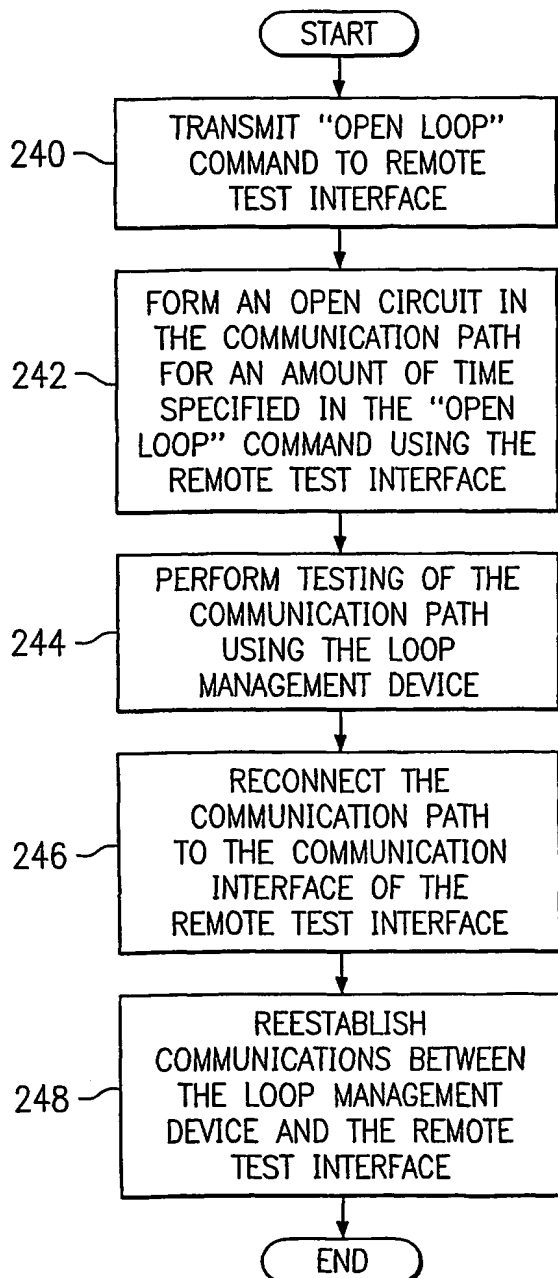 START
240
TRANSMIT "OPEN LOOP"
COMMAND TO REMOTE
TEST INTERFACE
242
FORM AN OPEN CIRCUIT IN
THE COMMUNICATION PATH
FOR AN AMOUNT OF TIME
SPECIFIED IN THE "OPEN
LOOP" COMMAND USING THE
REMOTE TEST INTERFACE
244
PERFORM TESTING OF THE
COMMUNICATION PATH
USING THE LOOP
MANAGEMENT DEVICE
246
RECONNECT THE
COMMUNICATION PATH
TO THE COMMUNICATION
INTERFACE OF THE
REMOTE TEST INTERFACE
248
REESTABLISH
COMMUNICATIONS BETWEEN
THE LOOP MANAGEMENT
DEVICE AND THE REMOTE
TEST INTERFACE
END